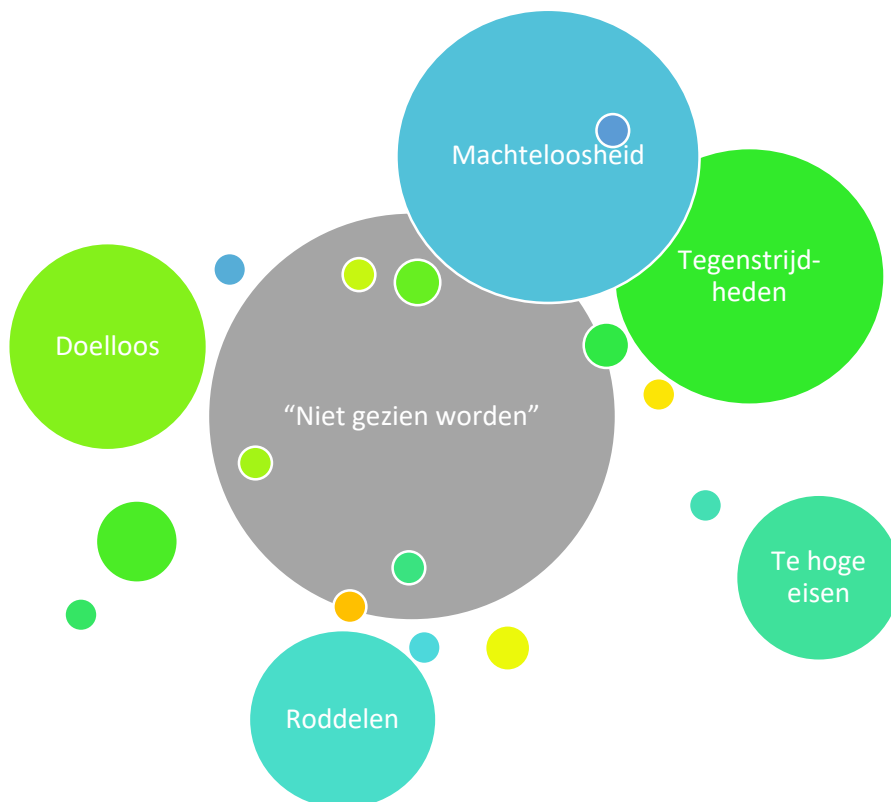 Machteloosheid
Tegenstrijd-
heden
Doelloos
“Niet gezien worden”
Te hoge
eisen
Roddelen